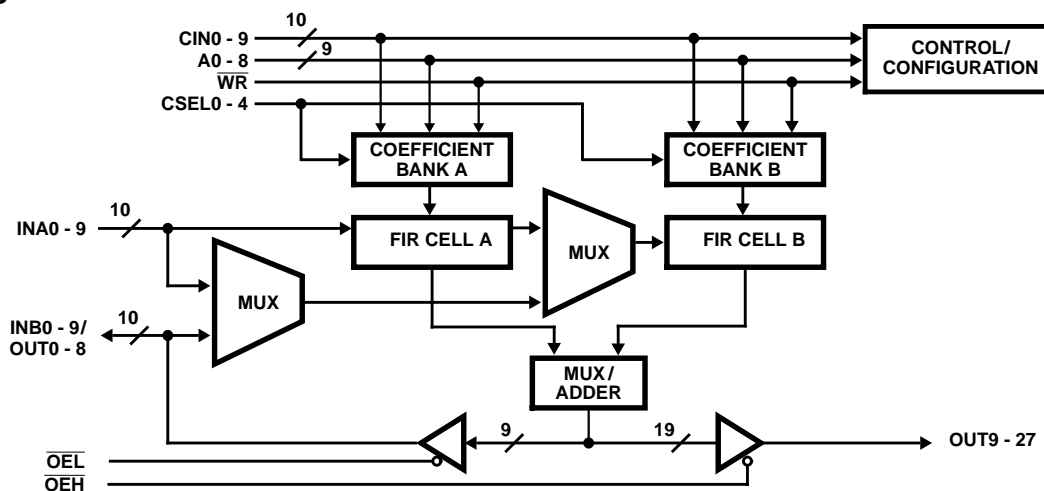 10
CIN0 - 9
9
A0 - 8
WR
CSEL0 - 4
CONTROL/
CONFIGURATION
COEFFICIENT
BANK A
COEFFICIENT
BANK B
10
INA0 - 9
FIR CELL A
MUX
FIR CELL B
MUX
10
INB0 - 9/
OUT0 - 8
MUX /
ADDER
9
19
OUT9 - 27
OEL
OEH